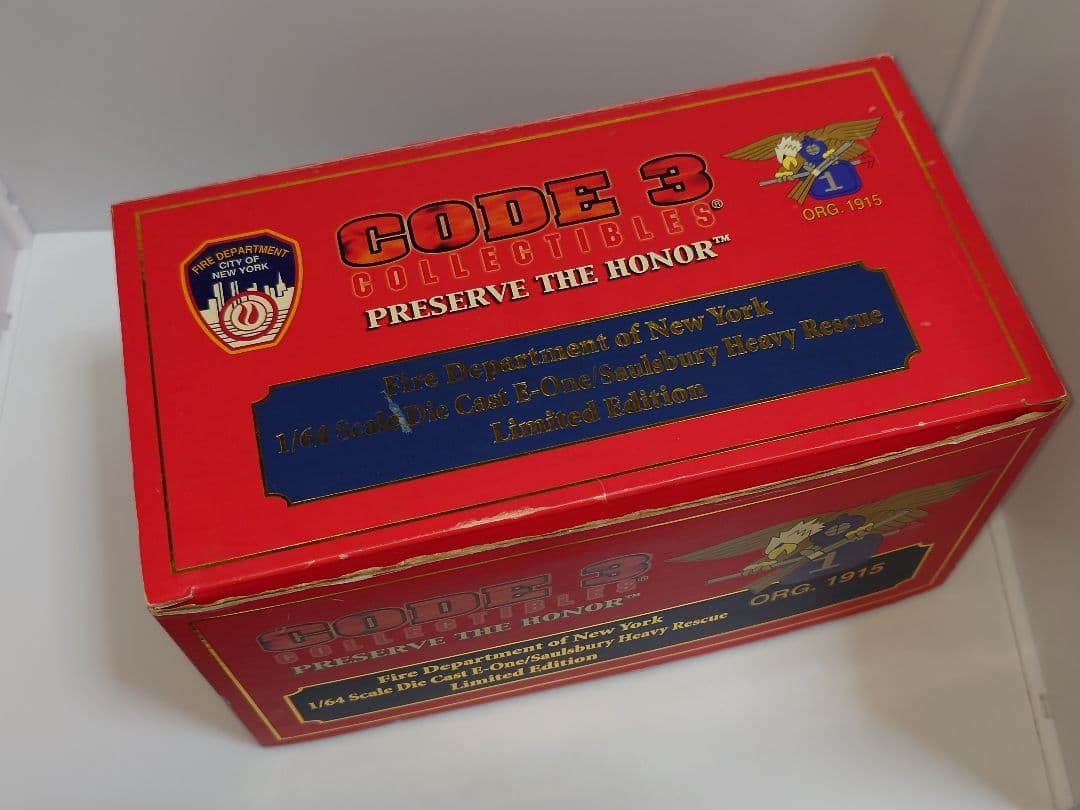 FIRE DEPARTMENT
CITY OF
NEW YORK
CODE 3
COLLECTIBLES®
PRESERVE THE HONOR™
1
ORG. 1915
Fire Department of New York
1/64 Scale Die Cast E-One/Saulsbury Heavy Rescue
Limited Edition
CODE 3
COLLECTIBLES®
PRESERVE THE HONOR™
1
ORG. 1915
Fire Department of New York
1/64 Scale Die Cast E-One/Saulsbury Heavy Rescue
Limited Edition